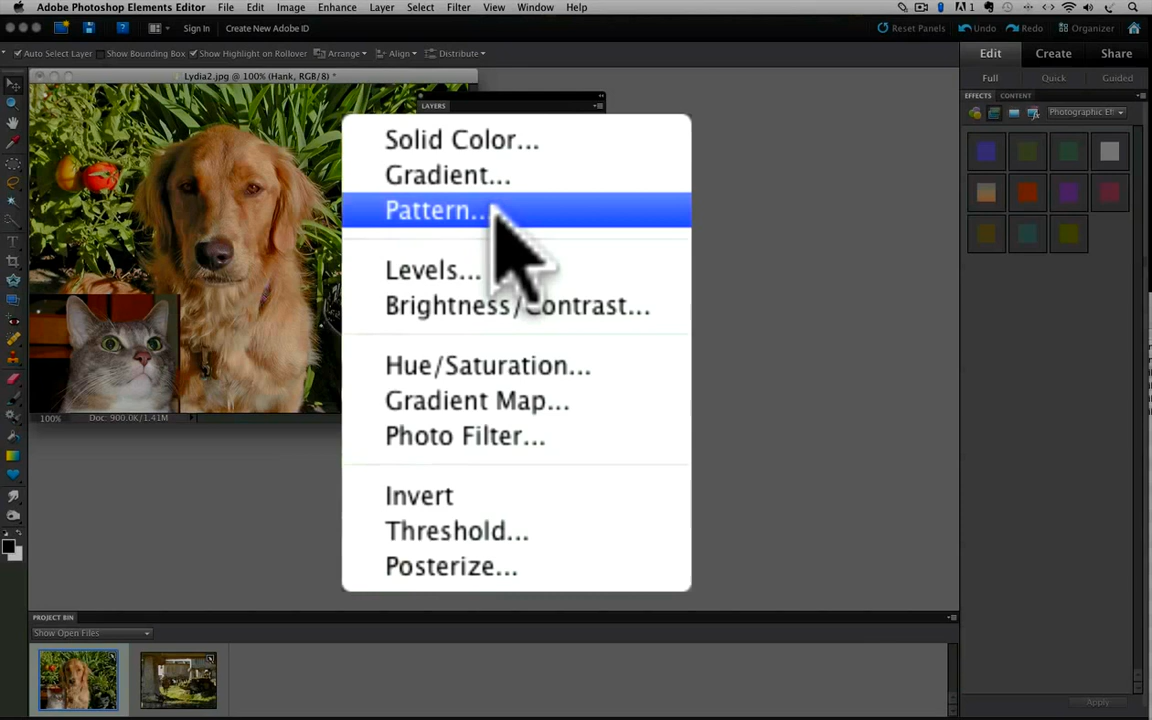 Adobe Photoshop Elements Editor File Edit Image Enhance Layer Select Filter View Window Help
Sign In Create New Adobe ID Reset Panels Undo Redo Organizer
Auto Select Layer Show Bounding Box Show Highlight on Rollover Arrange Align Distribute
Edit Create Share
Full Quick Guided
Lydia2.jpg @ 100% (Hank, RGB/8) *
LAYERS
EFFECTS CONTENT
Photographic Ef
Solid Color...
Gradient...
Pattern...
Levels...
Brightness/Contrast...
Hue/Saturation...
Gradient Map...
Photo Filter...
Invert
Threshold...
Posterize...
100% Doc: 900.0K/1.41M
PROJECT BIN
Show Open Files
Apply